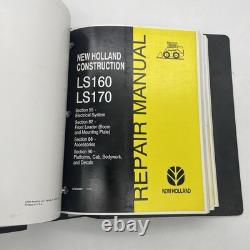 NEW HOLLAND
CONSTRUCTION
LS160
LS170
Section 55 -
Electrical System
Section 82 -
Front Loader (Boom
and Mounting Plate)
Section 88 -
Accessories
Section 90 -
Platforms, Cab, Bodywork,
and Decals
REPAIR MANUAL
NEW HOLLAND